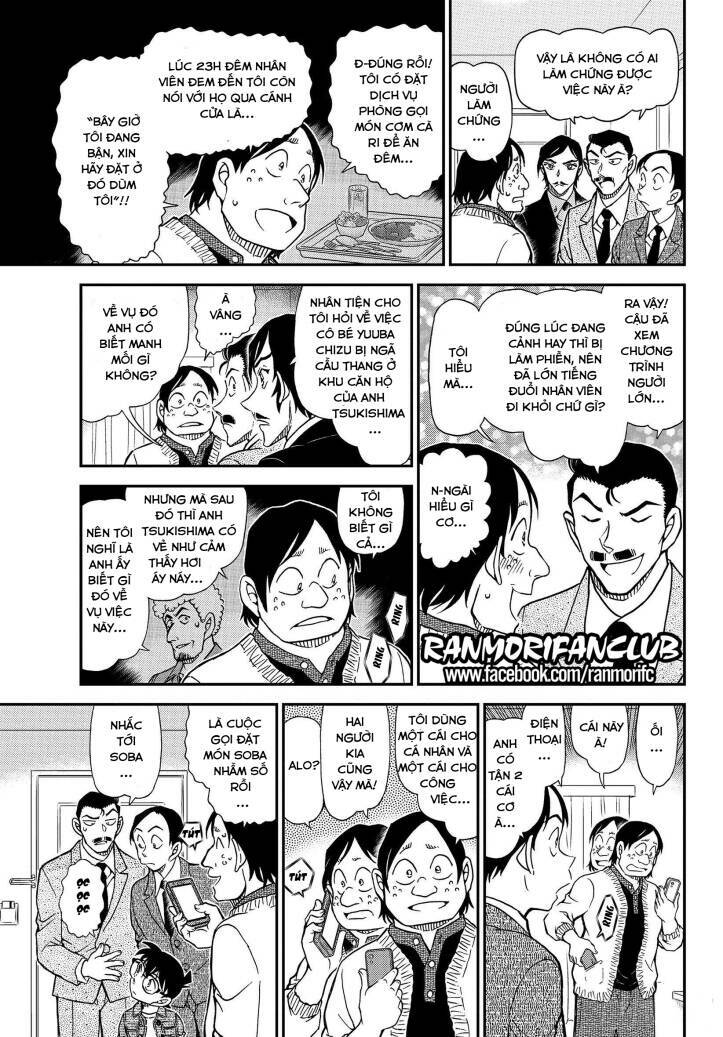 VẬY LÀ KHÔNG CÓ AI
LÀM CHỨNG ĐƯỢC
VIỆC NÀY À?
NGƯỜI
LÀM
CHỨNG
...
Đ-ĐÚNG RỒI!
TÔI CÓ ĐẶT
DỊCH VỤ
PHÒNG GỌI
MÓN CƠM CÀ
RI ĐỂ ĂN
ĐÊM...
LÚC 23H ĐÊM NHÂN
VIÊN ĐEM ĐẾN TÔI CÒN
NÓI VỚI HỌ QUA CÁNH
CỬA LÀ...
"BÂY GIỜ
TÔI ĐANG
BẬN, XIN
HÃY ĐẶT Ở
ĐÓ DÙM
TÔI"!!
RA VẬY!
CẬU ĐÃ
XEM
CHƯƠNG
TRÌNH
NGƯỜI
LỚN...
ĐÚNG LÚC ĐANG
CẢNH HAY THÌ BỊ
LÀM PHIỀN, NÊN
ĐÃ LỚN TIẾNG
ĐUỔI NHÂN VIÊN
ĐI KHỎI CHỨ GÌ?
TÔI
HIỂU
MÀ...
N-NGÀI
HIỂU GÌ
CƠ...
NHÂN TIỆN CHO
TÔI HỎI VỀ VIỆC
CÔ BÉ YUUBA
CHIZU BỊ NGÃ
CẦU THANG Ở
KHU CĂN HỘ
CỦA ANH
TSUKISHIMA
...
À
VÂNG
...
VỀ VỤ ĐÓ
ANH CÓ
BIẾT MANH
MỐI GÌ
KHÔNG?
TÔI
KHÔNG
BIẾT GÌ
CẢ...
NHƯNG MÀ SAU
ĐÓ THÌ ANH
TSUKISHIMA CÓ
VẺ NHƯ CẢM
THẤY HƠI
ÁY NÁY...
NÊN TÔI
NGHĨ LÀ
ANH ẤY
BIẾT GÌ
ĐÓ VỀ
VỤ VIỆC
NÀY...
RING
RING
RANMORIFANCLUB
www.facebook.com/ranmorifc
ỐI
...
CÁI NÀY
À!
ĐIỆN
THOẠI
...
ANH
CÓ
TẬN 2
CÁI
CƠ
À...
RING
TÔI DÙNG
MỘT CÁI CHO
CÁ NHÂN VÀ
MỘT CÁI CHO
CÔNG
VIỆC...
HAI
NGƯỜI
KIA
CŨNG
VẬY MÀ!
ALO?
TÚT
LÀ CUỘC
GỌI ĐẶT
MÓN SOBA
NHẦM SỐ
RỒI...
TÚT
NHẮC
TỚI
SOBA
...
ỌC
ỌC
ỌC